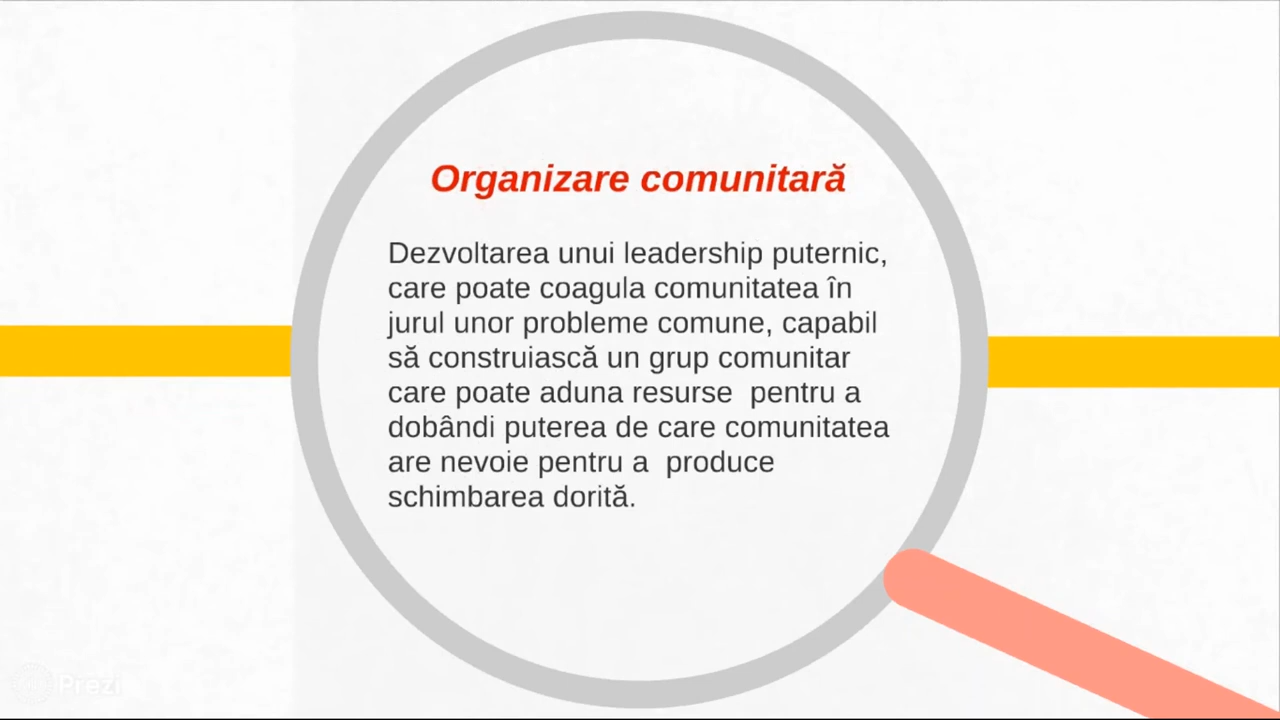 Organizare comunitară
Dezvoltarea unui leadership puternic,
care poate coagula comunitatea în
jurul unor probleme comune, capabil
să construiască un grup comunitar
care poate aduna resurse  pentru a
dobândi puterea de care comunitatea
are nevoie pentru a  produce
schimbarea dorită.
Prezi